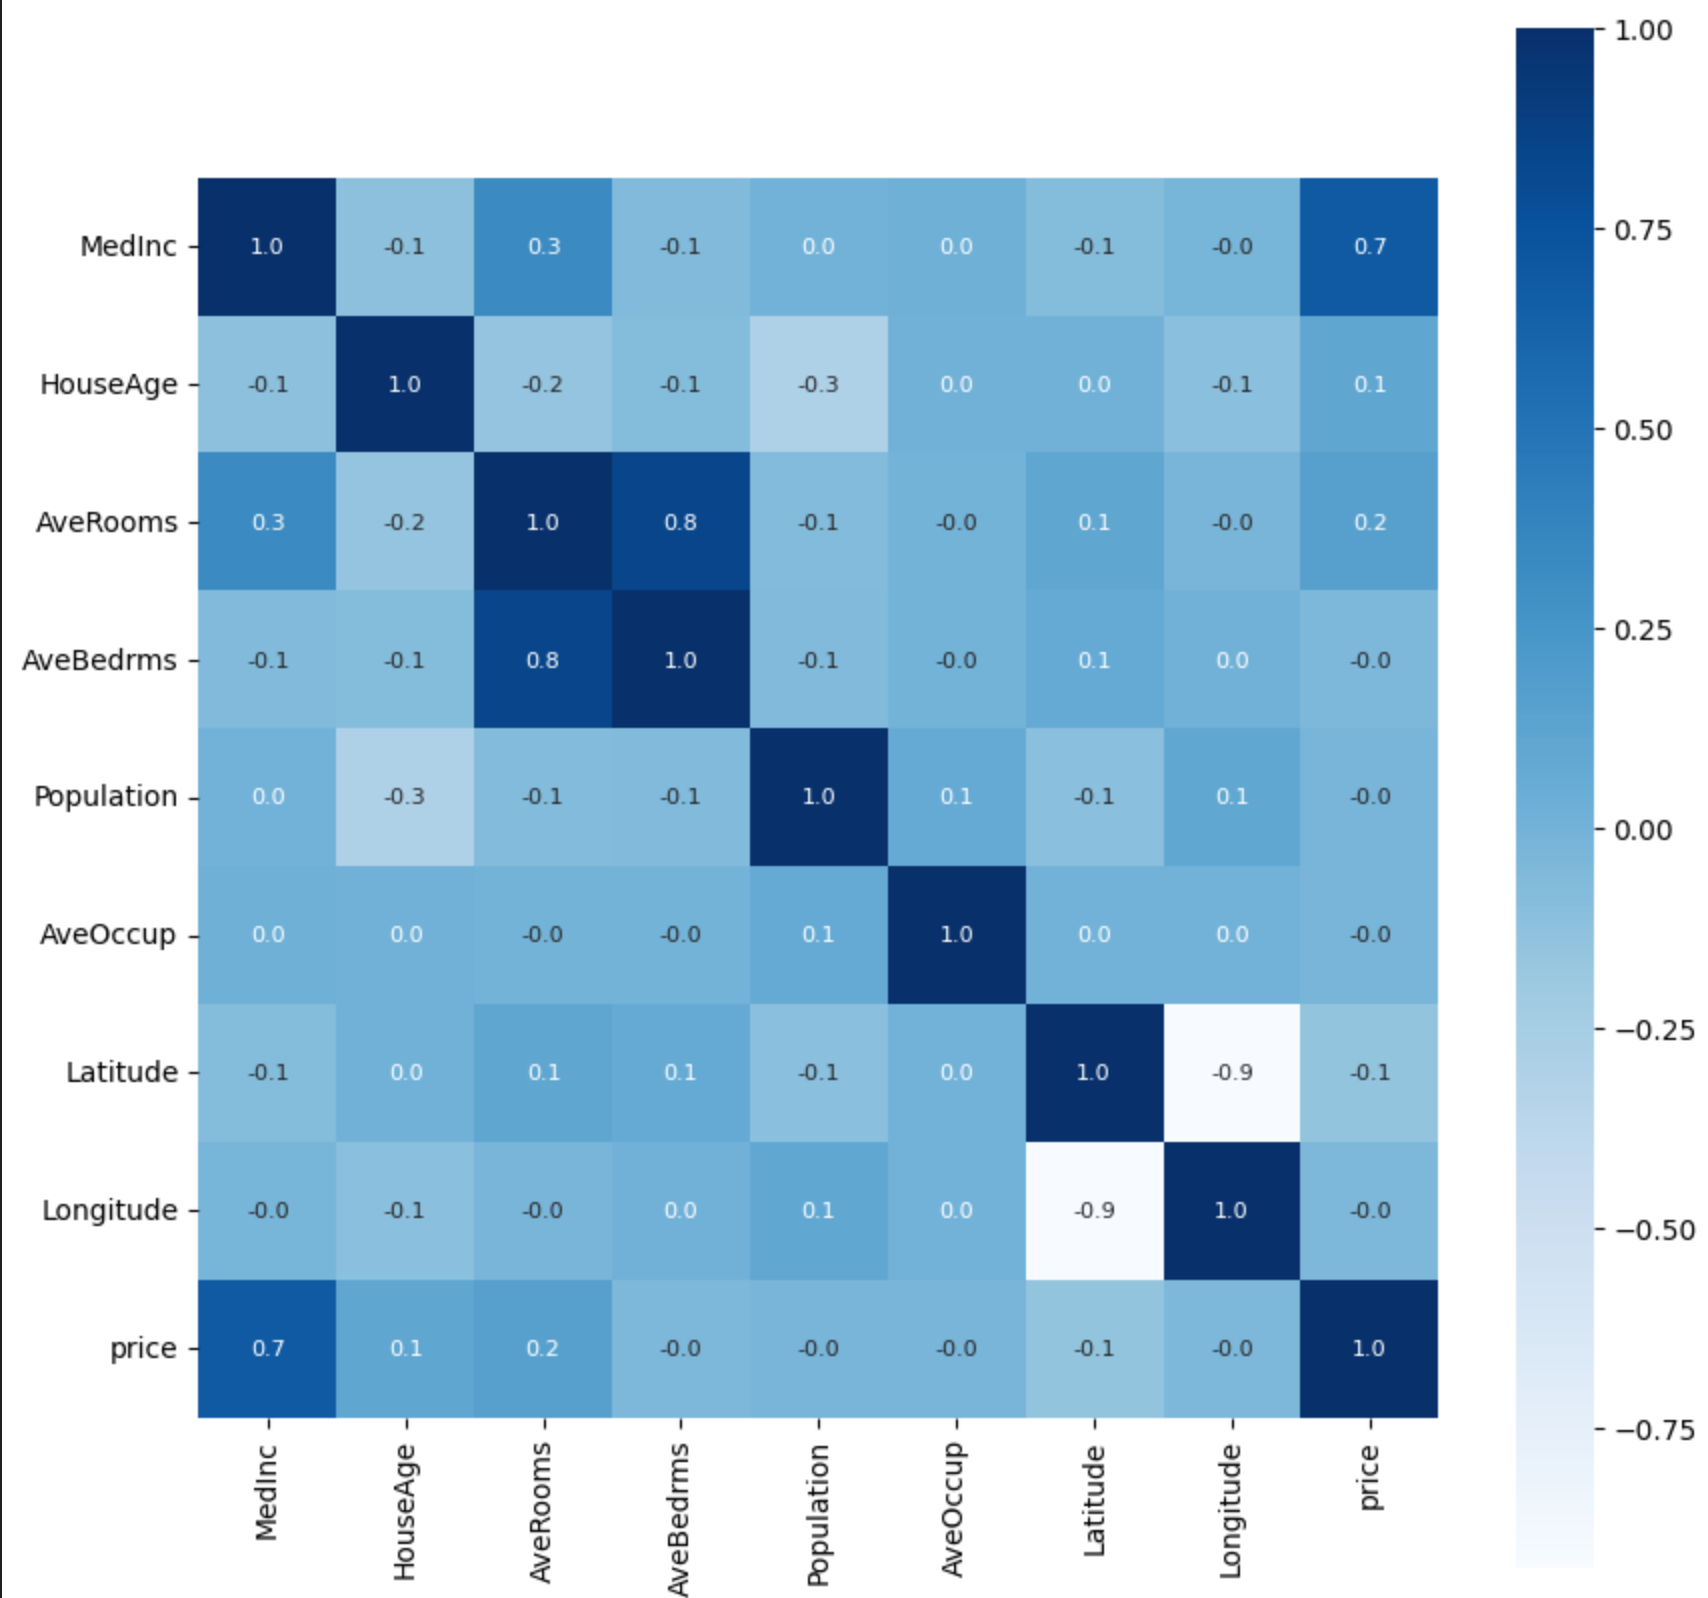 1.00
MedInc 1.0 -0.1 0.3 -0.1 0.0 0.0 -0.1 -0.0 0.7
0.75
HouseAge -0.1 1.0 -0.2 -0.1 -0.3 0.0 0.0 -0.1 0.1
0.50
AveRooms 0.3 -0.2 1.0 0.8 -0.1 -0.0 0.1 -0.0 0.2
0.25
AveBedrms -0.1 -0.1 0.8 1.0 -0.1 -0.0 0.1 0.0 -0.0
Population 0.0 -0.3 -0.1 -0.1 1.0 0.1 -0.1 0.1 -0.0
0.00
AveOccup 0.0 0.0 -0.0 -0.0 0.1 1.0 0.0 0.0 -0.0
−0.25
Latitude -0.1 0.0 0.1 0.1 -0.1 0.0 1.0 -0.9 -0.1
Longitude -0.0 -0.1 -0.0 0.0 0.1 0.0 -0.9 1.0 -0.0
−0.50
price 0.7 0.1 0.2 -0.0 -0.0 -0.0 -0.1 -0.0 1.0
−0.75
MedInc HouseAge AveRooms AveBedrms Population AveOccup Latitude Longitude price